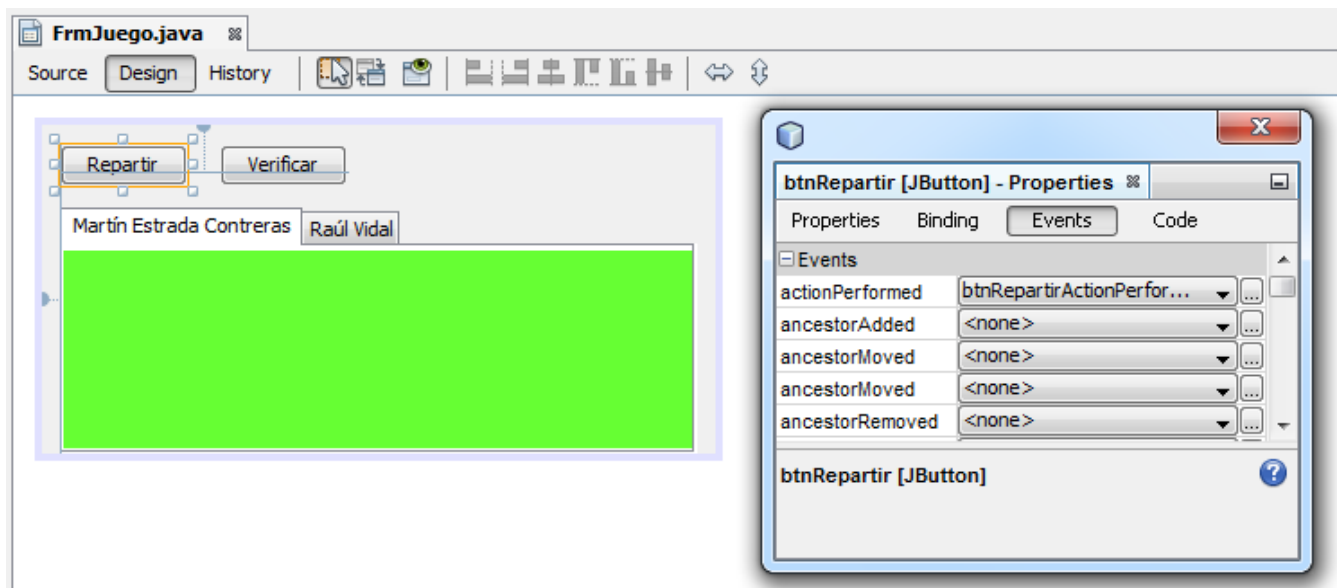 FrmJuego.java
Source Design History
Repartir Verificar
Martín Estrada Contreras Raúl Vidal
btnRepartir [JButton] - Properties
Properties Binding Events Code
Events
actionPerformed btnRepartirActionPerfor...
ancestorAdded <none>
ancestorMoved <none>
ancestorMoved <none>
ancestorRemoved <none>
btnRepartir [JButton]